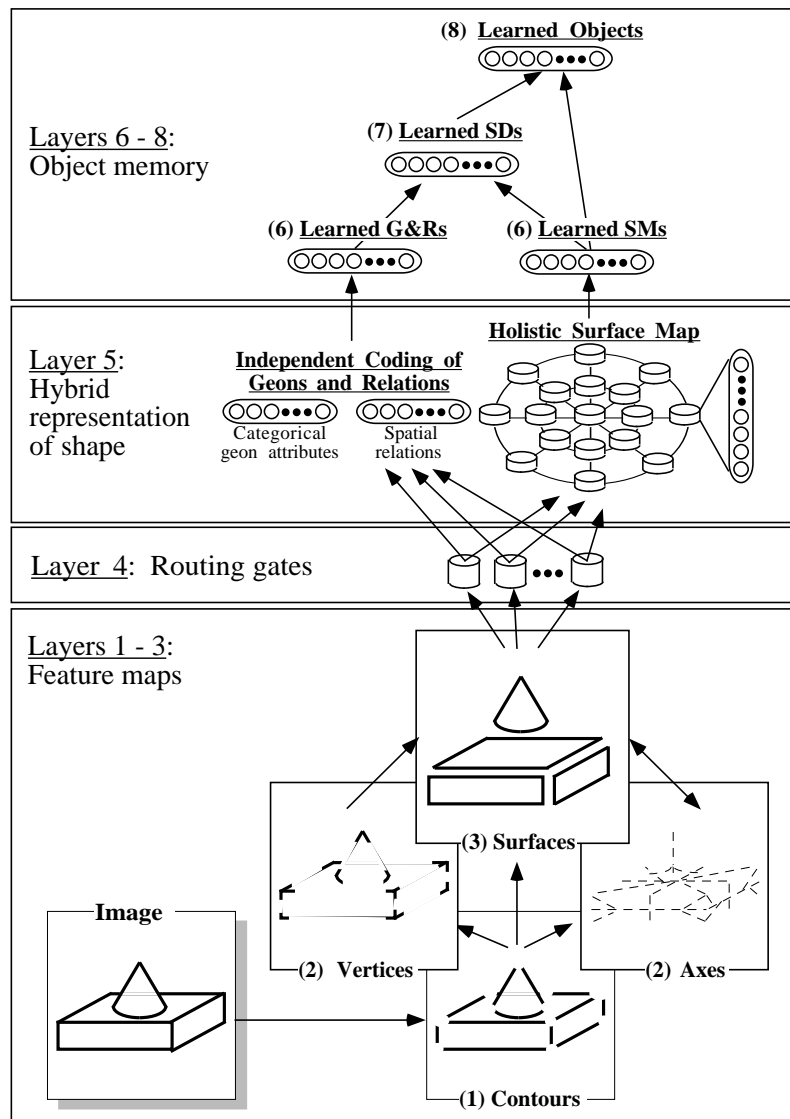 (8) Learned Objects
Layers 6 - 8:
Object memory
(7) Learned SDs
(6) Learned G&Rs
(6) Learned SMs
Layer 5:
Hybrid
representation
of shape
Independent Coding of
Geons and Relations
Categorical
geon attributes
Spatial
relations
Holistic Surface Map
Layer 4: Routing gates
Layers 1 - 3:
Feature maps
(3) Surfaces
(2) Vertices
(2) Axes
Image
(1) Contours